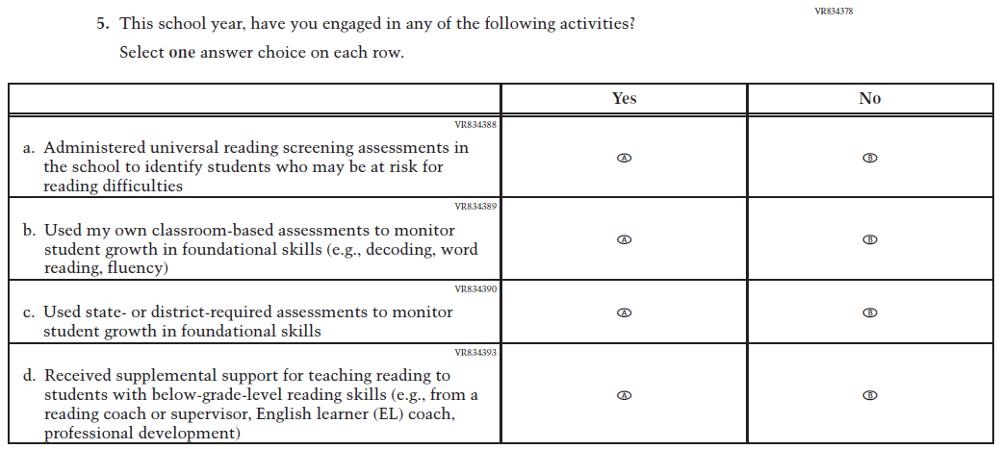 VR834378
5. This school year, have you engaged in any of the following activities?
Select one answer choice on each row.
Yes No
VR834388
a. Administered universal reading screening assessments in
the school to identify students who may be at risk for
reading difficulties
A B
VR834389
b. Used my own classroom-based assessments to monitor
student growth in foundational skills (e.g., decoding, word
reading, fluency)
A B
VR834390
c. Used state- or district-required assessments to monitor
student growth in foundational skills
A B
VR834393
d. Received supplemental support for teaching reading to
students with below-grade-level reading skills (e.g., from a
reading coach or supervisor, English learner (EL) coach,
professional development)
A B